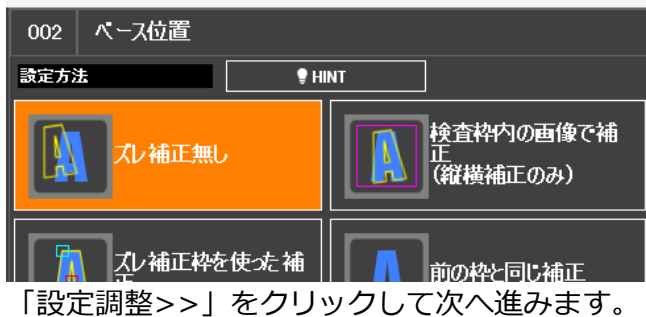 002 ベース位置
設定方法 HINT
ズレ補正無し
検査枠内の画像で補
正
(縦横補正のみ)
ズレ補正枠を使った補
正
前の枠と同じ補正
「設定調整>>」をクリックして次へ進みます。